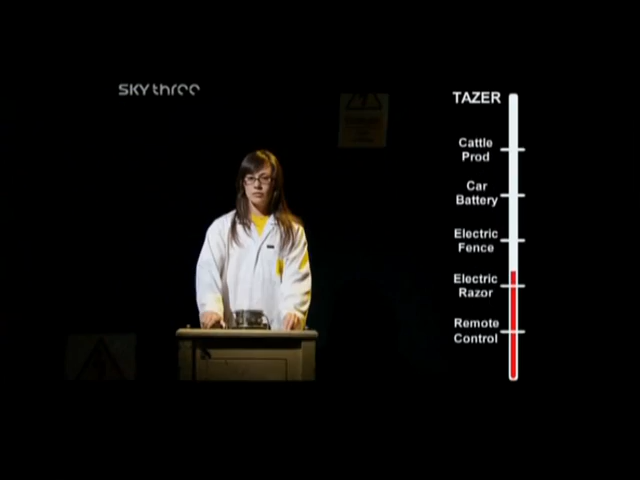 SKY three
TAZER
Cattle
Prod
Car
Battery
Electric
Fence
Electric
Razor
Remote
Control